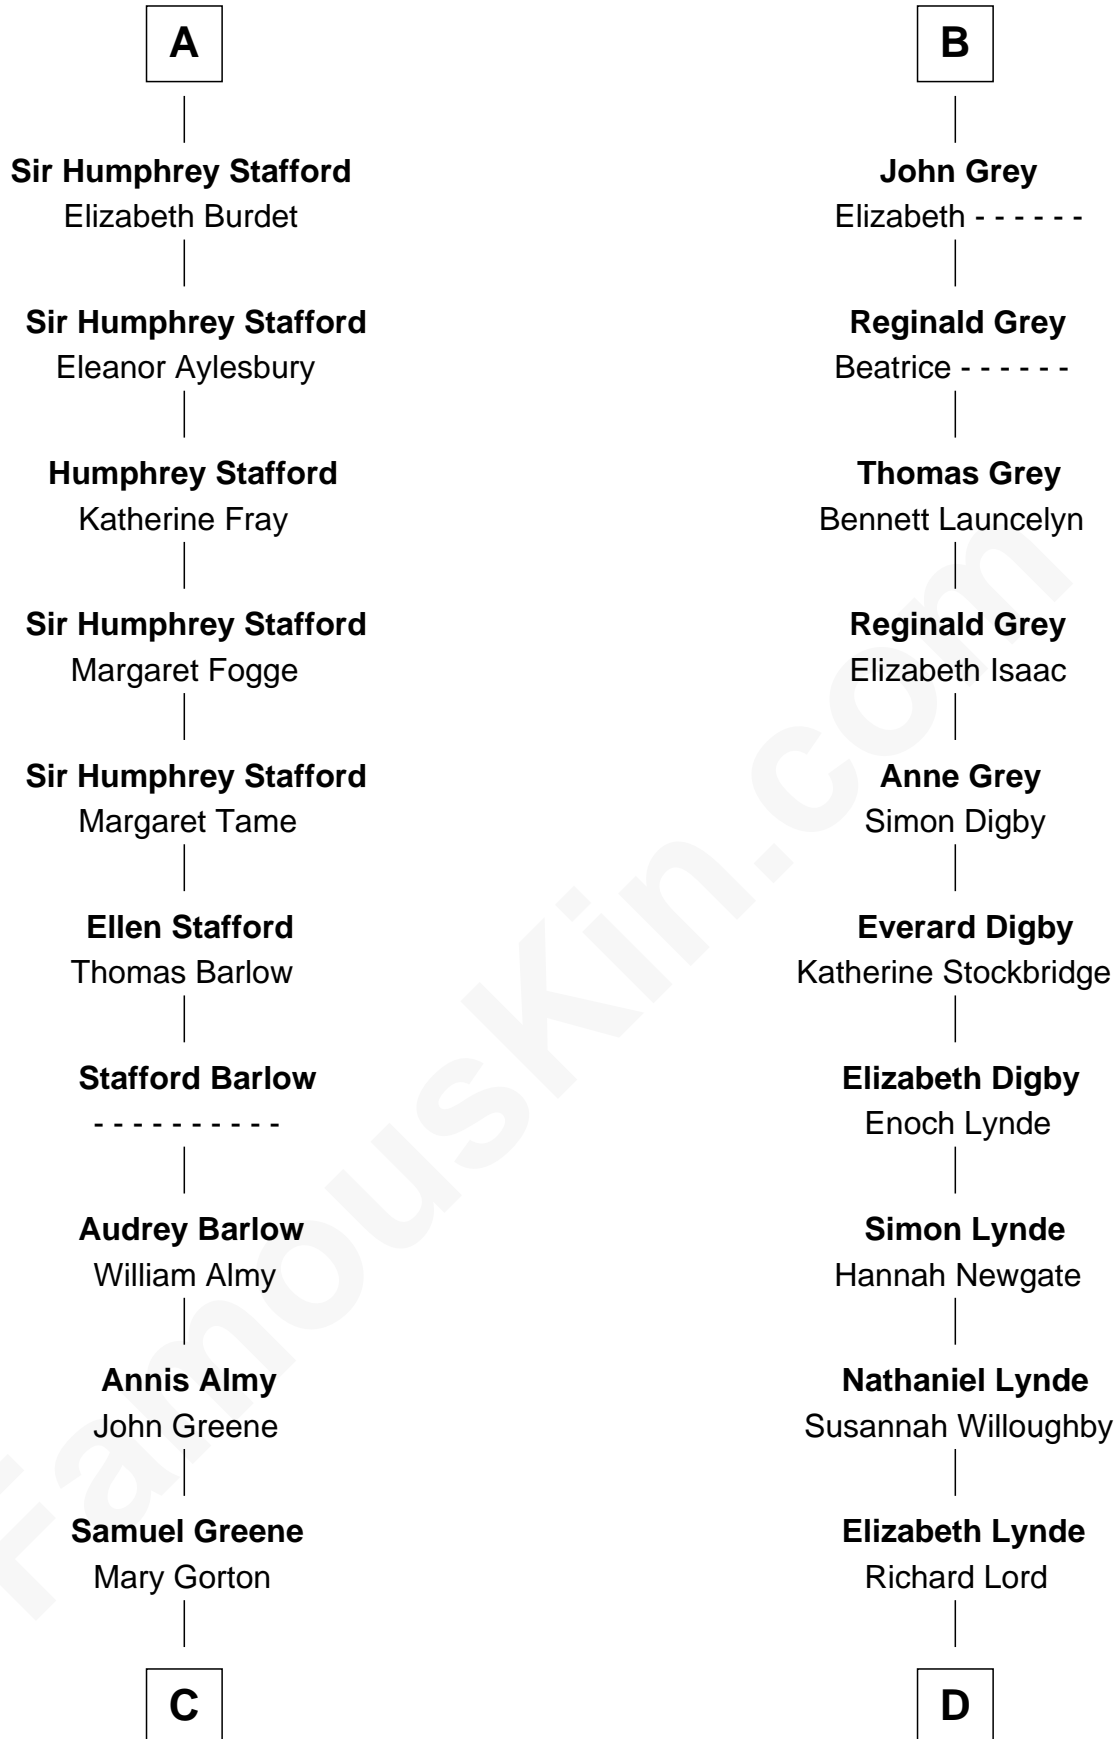 A
Sir Humphrey Stafford
Elizabeth Burdet
Sir Humphrey Stafford
Eleanor Aylesbury
Humphrey Stafford
Katherine Fray
Sir Humphrey Stafford
Margaret Fogge
Sir Humphrey Stafford
Margaret Tame
Ellen Stafford
Thomas Barlow
Stafford Barlow
- - - - - - - - - -
Audrey Barlow
William Almy
Annis Almy
John Greene
Samuel Greene
Mary Gorton
C
B
John Grey
Elizabeth - - - - - -
Reginald Grey
Beatrice - - - - - -
Thomas Grey
Bennett Launcelyn
Reginald Grey
Elizabeth Isaac
Anne Grey
Simon Digby
Everard Digby
Katherine Stockbridge
Elizabeth Digby
Enoch Lynde
Simon Lynde
Hannah Newgate
Nathaniel Lynde
Susannah Willoughby
Elizabeth Lynde
Richard Lord
D
FamousKin.com